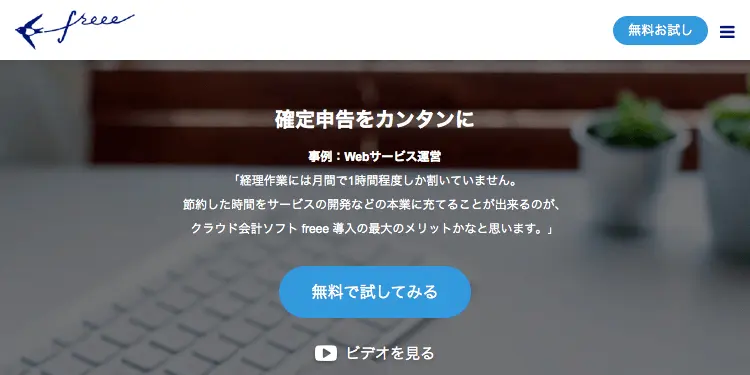 freee
無料お試し
確定申告をカンタンに
事例：Webサービス運営
「経理作業には月間で1時間程度しか割いていません。
節約した時間をサービスの開発などの本業に充てることが出来るのが、
クラウド会計ソフト freee 導入の最大のメリットかなと思います。」
無料で試してみる
ビデオを見る